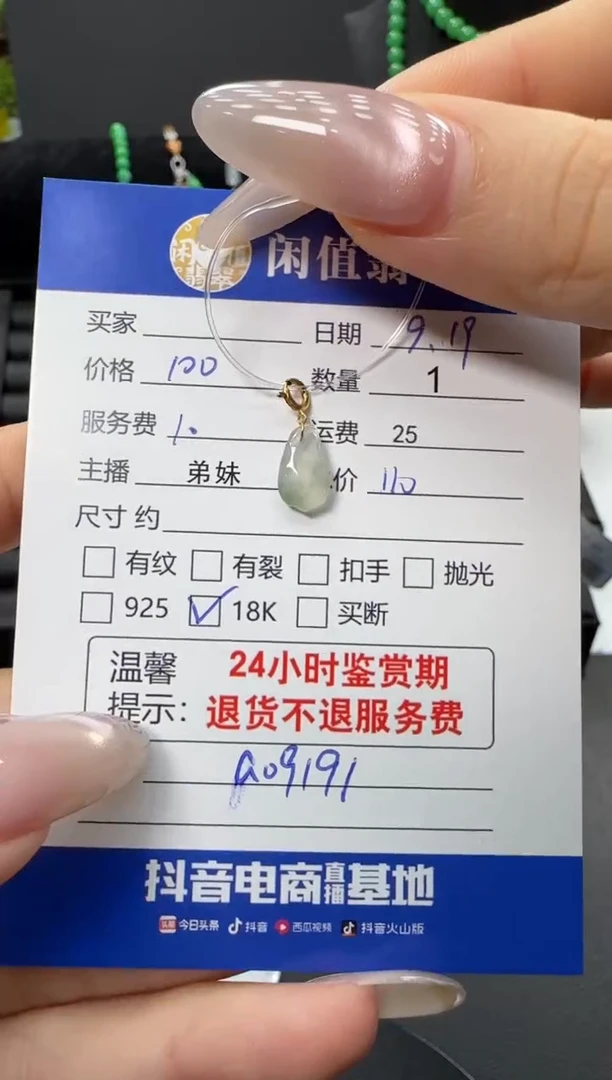 闲值翡
买家
日期 9.19
价格 100
数量 1
服务费 1.
运费 25
主播 弟妹
价 110
尺寸 约
有纹 有裂 扣手 抛光
925 18K 买断
温馨 24小时鉴赏期
提示： 退货不退服务费
A09191
抖音电商直播基地
头条 今日头条 抖音 西瓜视频 抖音火山版